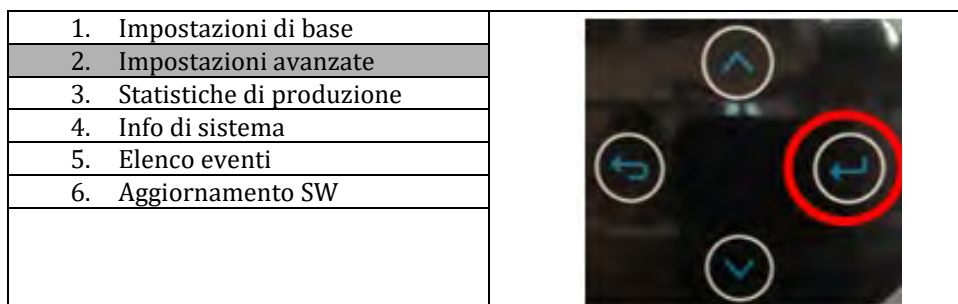 1. Impostazioni di base
2. Impostazioni avanzate
3. Statistiche di produzione
4. Info di sistema
5. Elenco eventi
6. Aggiornamento SW